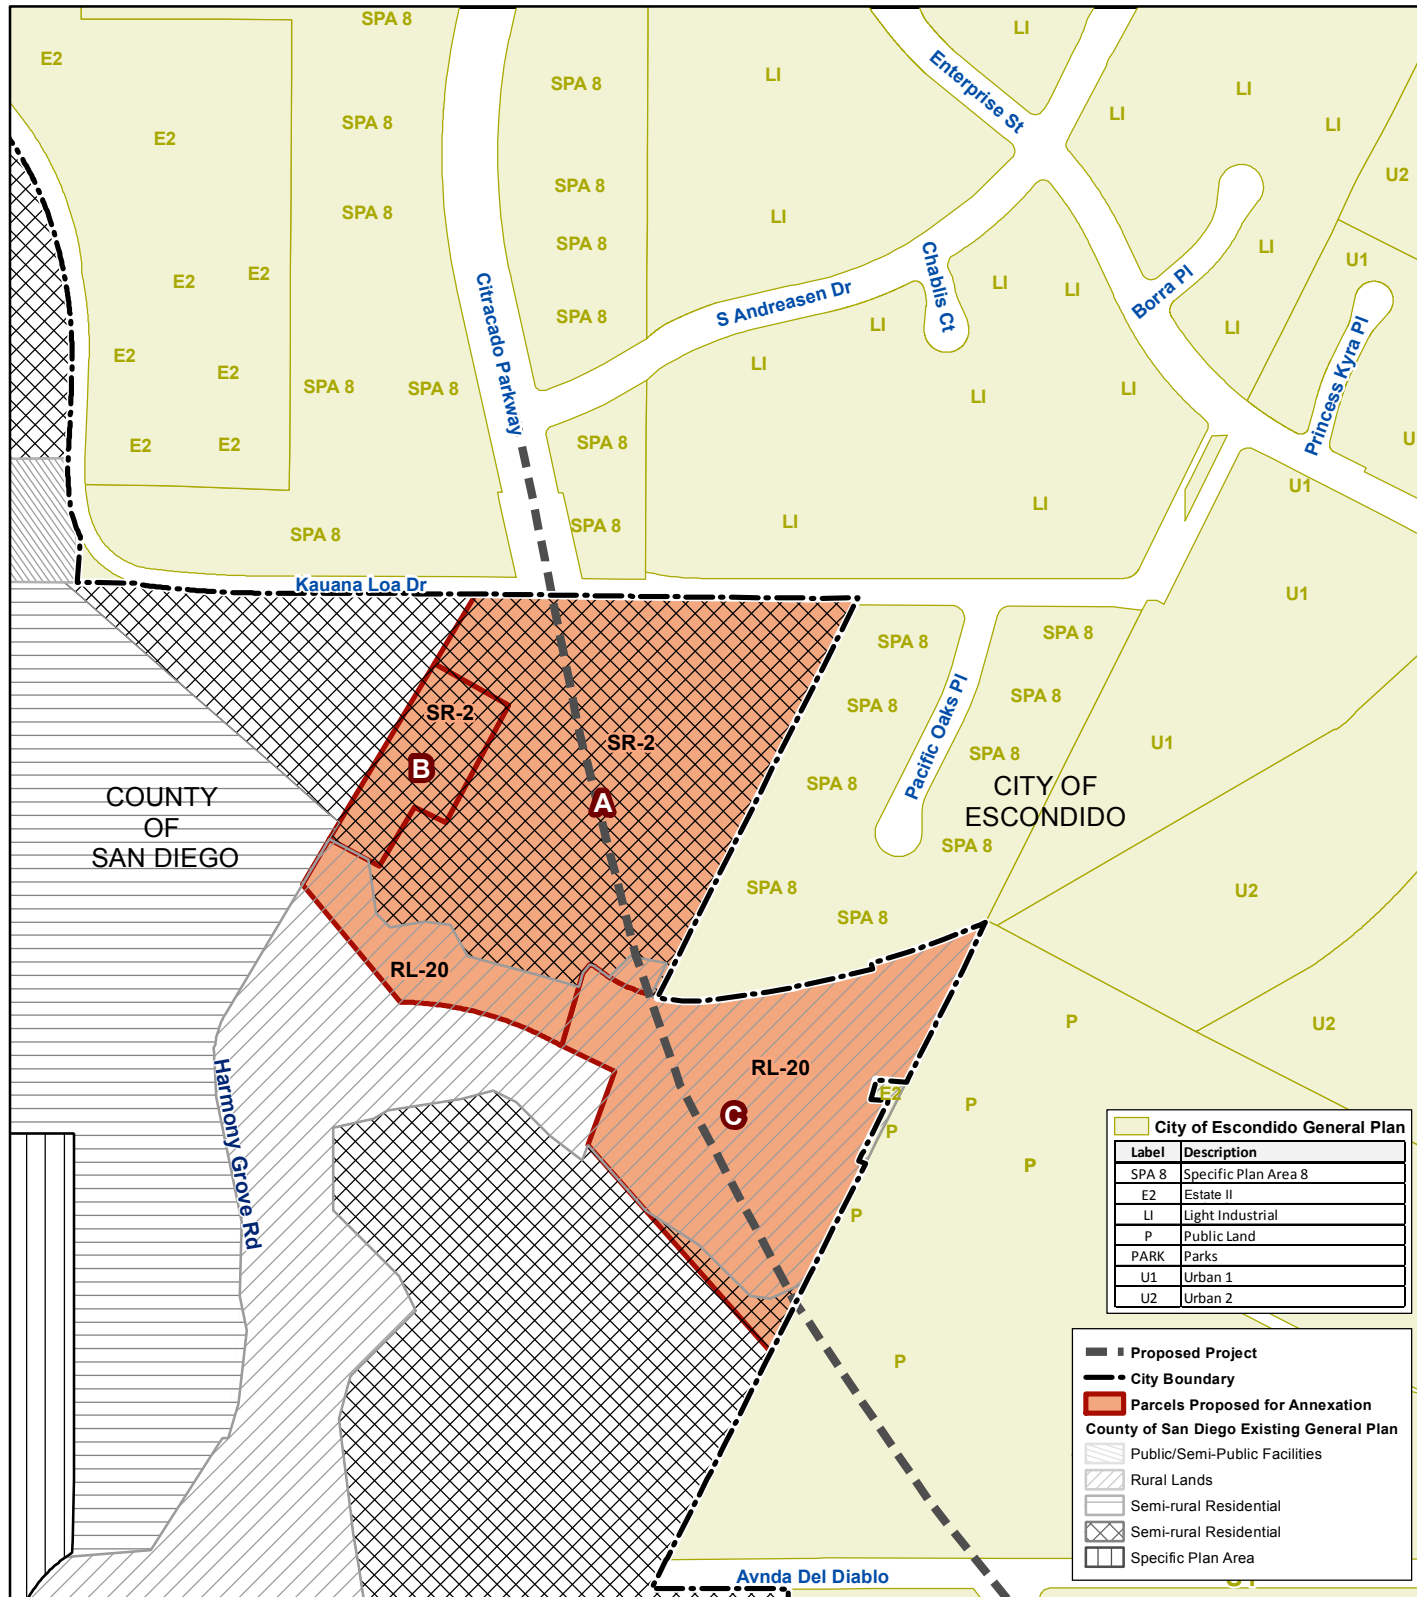 SPA 8
E2
SPA 8
LI
LI
Enterprise St
LI
LI
LI
E2
SPA 8
U2
SPA 8
SPA 8
LI
SPA 8
LI
U1
E2
E2
Citracado Parkway
SPA 8
S Andreasen Dr
Chablis Ct
LI
LI
Borra Pl
LI
LI
Princess Kyra Pl
E2
E2
SPA 8
SPA 8
LI
LI
LI
E2
E2
SPA 8
U
U1
SPA 8
SPA 8
LI
LI
Kauana Loa Dr
U1
SPA 8
SPA 8
SR-2
SR-2
B
A
SPA 8
SPA 8
Pacific Oaks Pl
SPA 8
SPA 8
U1
CITY OF
ESCONDIDO
COUNTY
OF
SAN DIEGO
SPA 8
SPA 8
SPA 8
U2
RL-20
P
U2
RL-20
C
E2
P
P
P
P
P
Harmony Grove Rd
City of Escondido General Plan
Label Description
SPA 8 Specific Plan Area 8
E2 Estate II
LI Light Industrial
P Public Land
PARK Parks
U1 Urban 1
U2 Urban 2
Proposed Project
City Boundary
Parcels Proposed for Annexation
County of San Diego Existing General Plan
Public/Semi-Public Facilities
Rural Lands
Semi-rural Residential
Semi-rural Residential
Specific Plan Area
Avnda Del Diablo